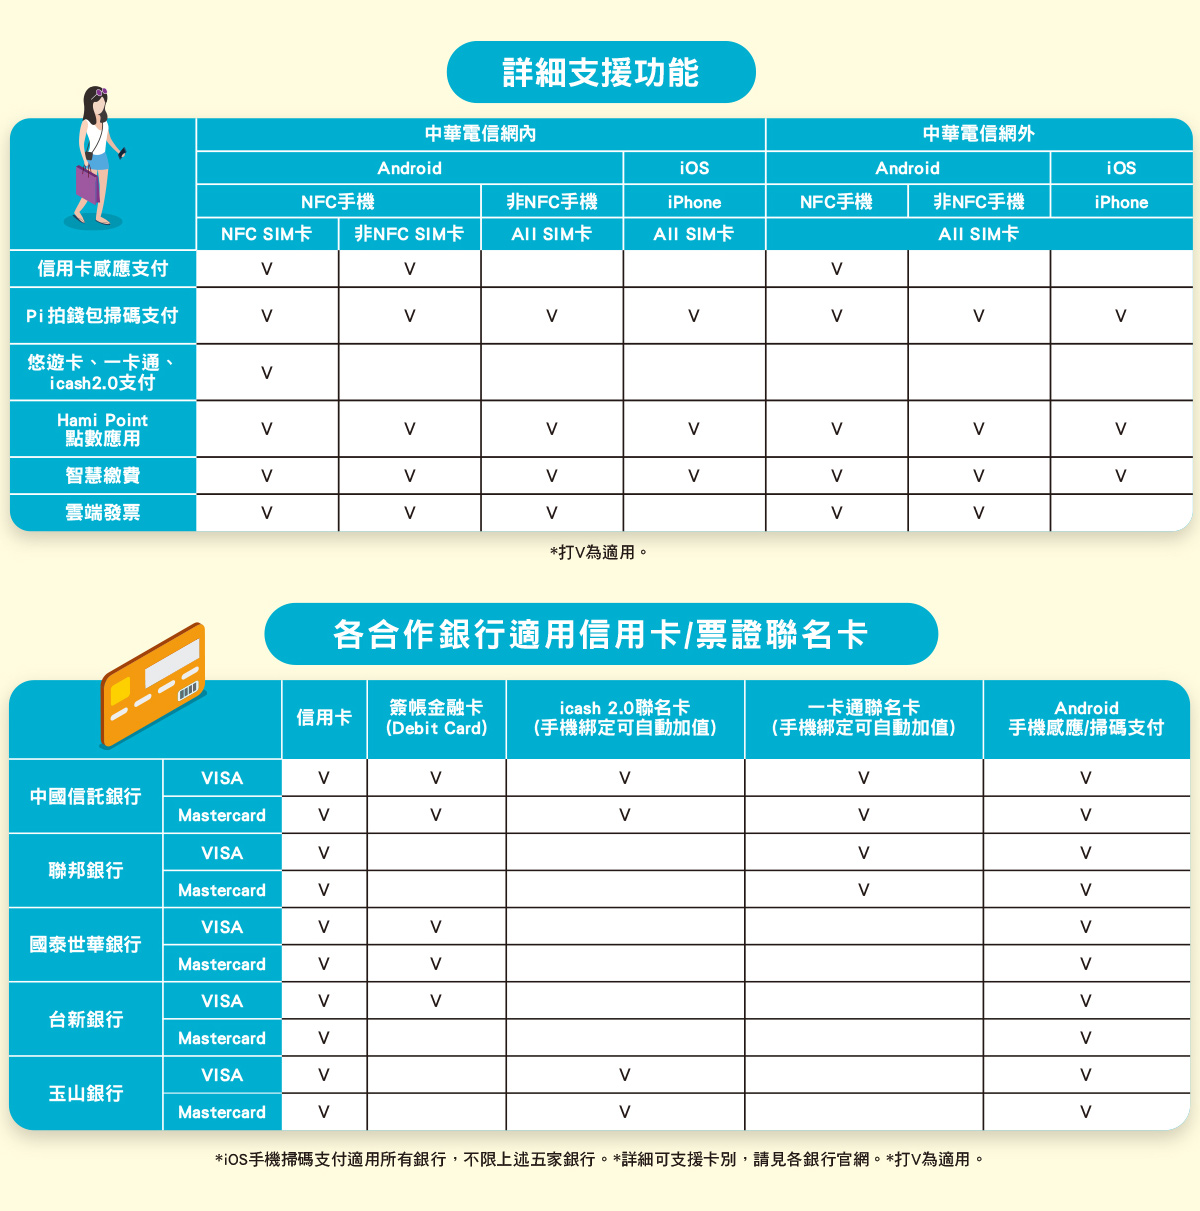 詳細支援功能
中華電信網內 中華電信網外
Android iOS Android iOS
NFC手機 非NFC手機 iPhone NFC手機 非NFC手機 iPhone
NFC SIM卡 非NFC SIM卡 All SIM卡 All SIM卡 All SIM卡
信用卡感應支付 V V V
Pi 拍錢包掃碼支付 V V V V V V V
悠遊卡、一卡通、
icash2.0支付 V
Hami Point
點數應用 V V V V V V V
智慧繳費 V V V V V V V
雲端發票 V V V V V
*打V為適用。
各合作銀行適用信用卡/票證聯名卡
信用卡 簽帳金融卡 icash 2.0聯名卡 一卡通聯名卡 Android
(Debit Card) (手機綁定可自動加值) (手機綁定可自動加值) 手機感應/掃碼支付
中國信託銀行 VISA V V V V V
Mastercard V V V V V
聯邦銀行 VISA V V V
Mastercard V V V
國泰世華銀行 VISA V V V
Mastercard V V V
台新銀行 VISA V V V
Mastercard V V
玉山銀行 VISA V V V
Mastercard V V V
*iOS手機掃碼支付適用所有銀行，不限上述五家銀行。*詳細可支援卡別，請見各銀行官網。*打V為適用。